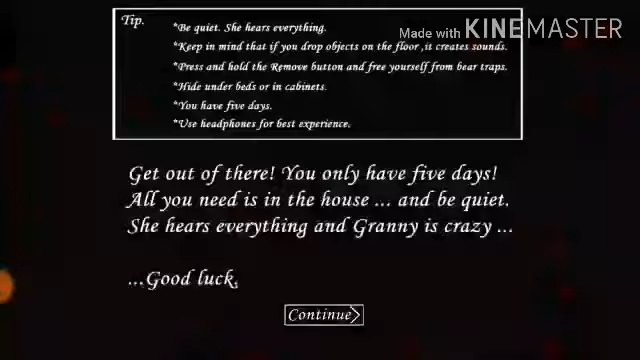 Tip.
*Be quiet. She hears everything.
*Keep in mind that if you drop objects on the floor ,it creates sounds.
*Press and hold the Remove button and free yourself from bear traps.
*Hide under beds or in cabinets.
*You have five days.
*Use headphones for best experience.
Made with KINEMASTER
Get out of there! You only have five days!
All you need is in the house ... and be quiet.
She hears everything and Granny is crazy ...
...Good luck.
Continue